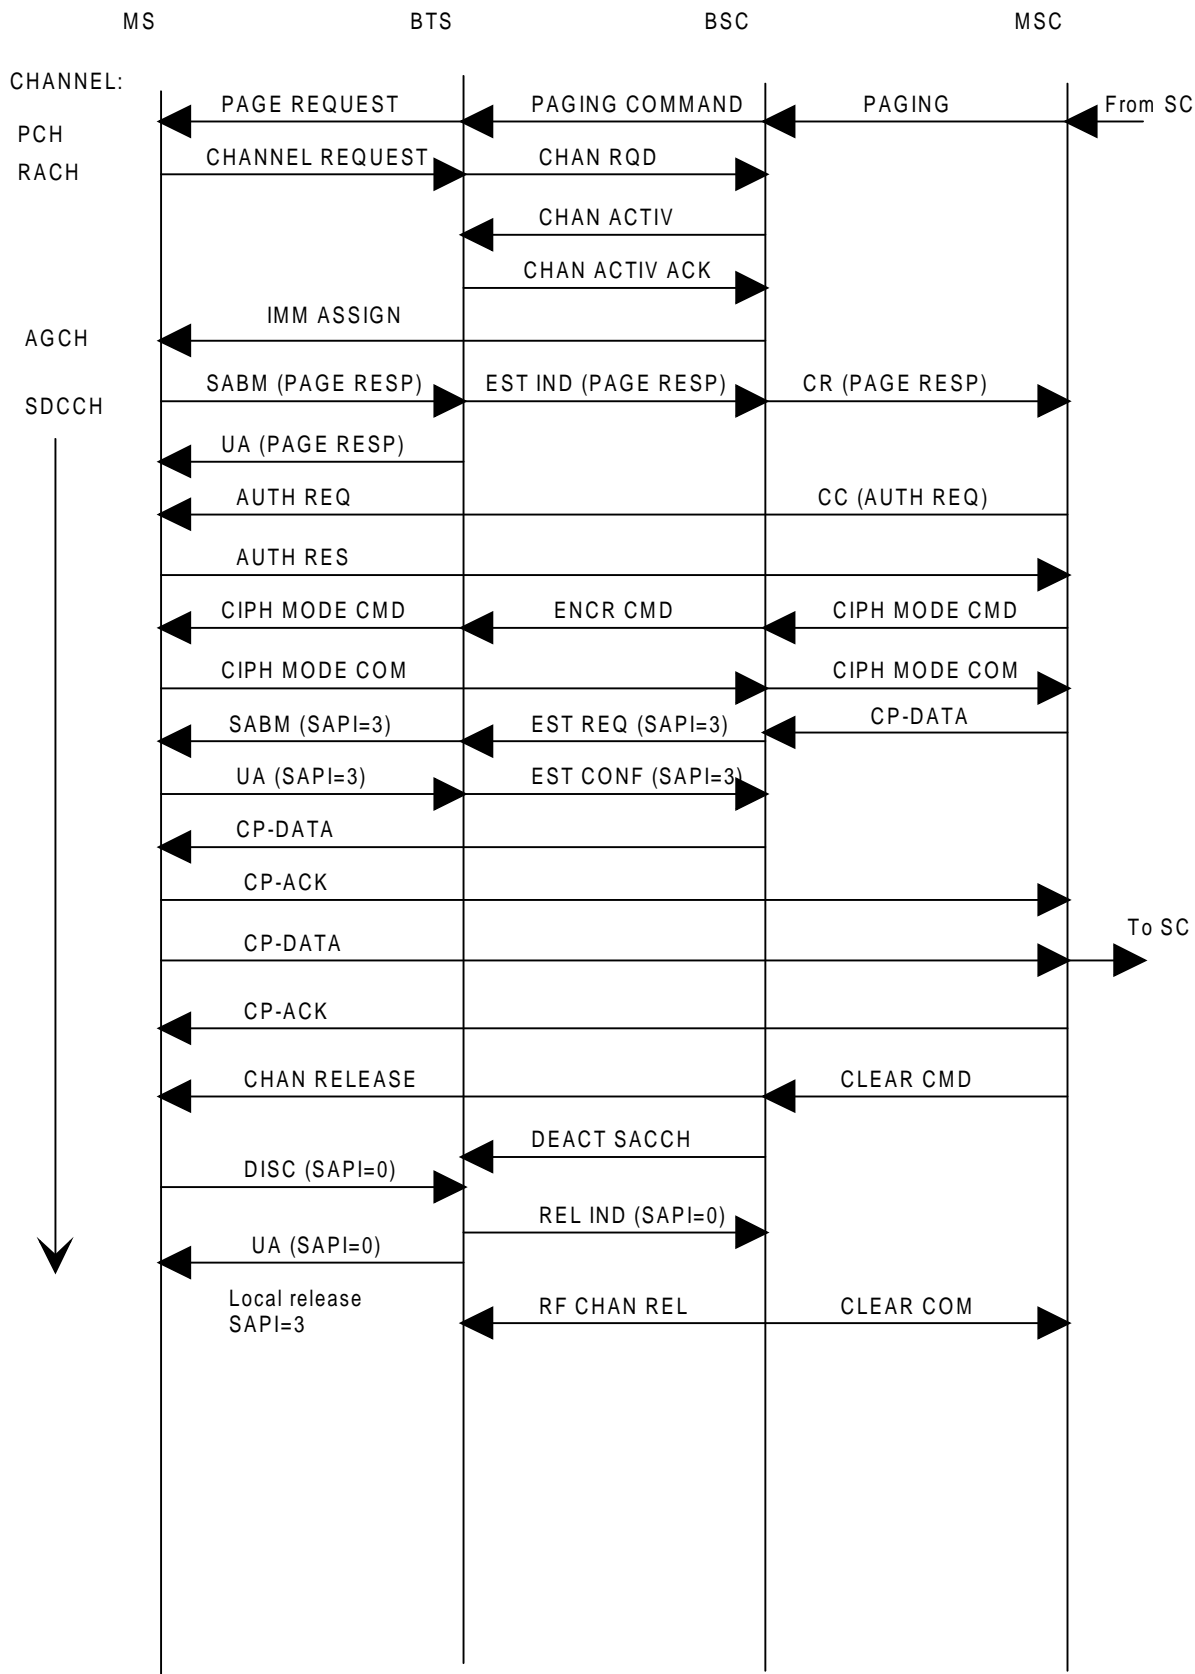 MS BTS BSC MSC
CHANNEL:
PAGE REQUEST PAGING COMMAND PAGING From SC
PCH
CHANNEL REQUEST CHAN RQD
RACH
CHAN ACTIV
CHAN ACTIV ACK
IMM ASSIGN
AGCH
SABM (PAGE RESP) EST IND (PAGE RESP) CR (PAGE RESP)
SDCCH
UA (PAGE RESP)
AUTH REQ CC (AUTH REQ)
AUTH RES
CIPH MODE CMD ENCR CMD CIPH MODE CMD
CIPH MODE COM CIPH MODE COM
CP-DATA
SABM (SAPI=3) EST REQ (SAPI=3)
UA (SAPI=3) EST CONF (SAPI=3)
CP-DATA
CP-ACK
To SC
CP-DATA
CP-ACK
CHAN RELEASE CLEAR CMD
DEACT SACCH
DISC (SAPI=0)
REL IND (SAPI=0)
UA (SAPI=0)
Local release
SAPI=3
RF CHAN REL CLEAR COM